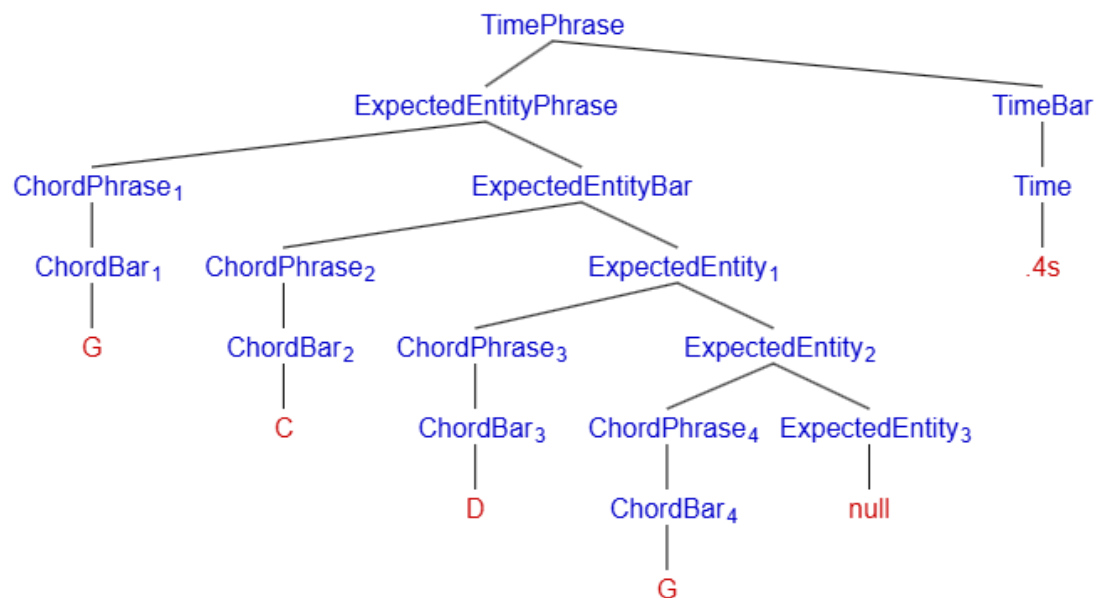 TimePhrase
ExpectedEntityPhrase TimeBar
ChordPhrase₁ ExpectedEntityBar Time
ChordBar₁ ChordPhrase₂ ExpectedEntity₁ .4s
G ChordBar₂ ChordPhrase₃ ExpectedEntity₂
C ChordBar₃ ChordPhrase₄ ExpectedEntity₃
D ChordBar₄ null
G